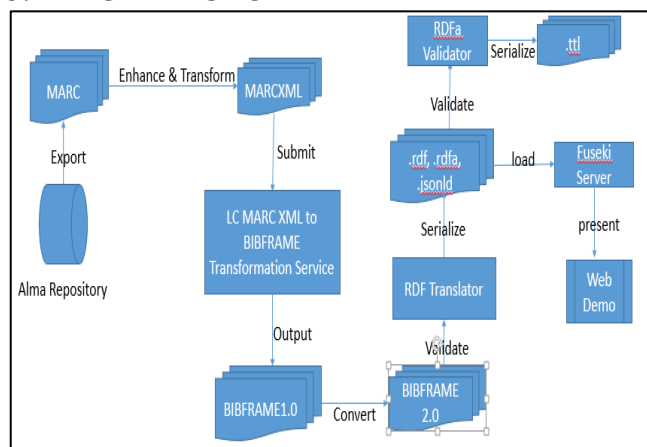 RDFa
Validator
Serialize
.ttl
Enhance & Transform
MARC
MARCXML
Validate
Export
Submit
.rdf, .rdfa,
.jsonld
load
Fuseki
Server
LC MARC XML to
BIBFRAME
Transformation Service
Serialize
present
Alma Repository
RDF Translator
Web
Demo
Output
Validate
BIBFRAME1.0
Convert
BIBFRAME
2.0